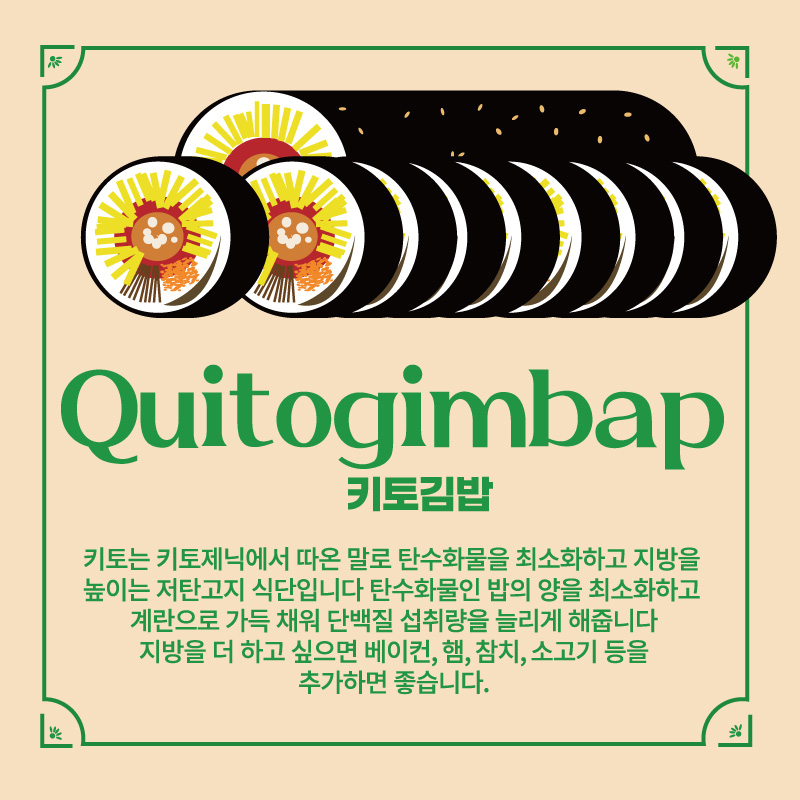 Quitogimbap
키토김밥
키토는 키토제닉에서 따온 말로 탄수화물을 최소화하고 지방을
높이는 저탄고지 식단입니다 탄수화물인 밥의 양을 최소화하고
계란으로 가득 채워 단백질 섭취량을 늘리게 해줍니다
지방을 더 하고 싶으면 베이컨, 햄, 참치, 소고기 등을
추가하면 좋습니다.